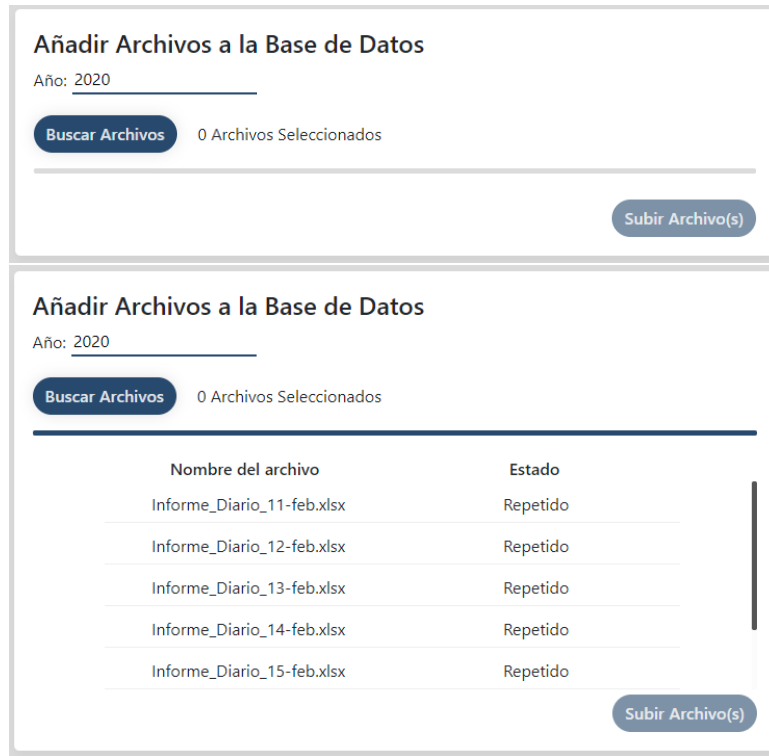 Añadir Archivos a la Base de Datos
Año: 2020
Buscar Archivos 0 Archivos Seleccionados
Subir Archivo(s)
Añadir Archivos a la Base de Datos
Año: 2020
Buscar Archivos 0 Archivos Seleccionados
Nombre del archivo Estado
Informe_Diario_11-feb.xlsx Repetido
Informe_Diario_12-feb.xlsx Repetido
Informe_Diario_13-feb.xlsx Repetido
Informe_Diario_14-feb.xlsx Repetido
Informe_Diario_15-feb.xlsx Repetido
Subir Archivo(s)